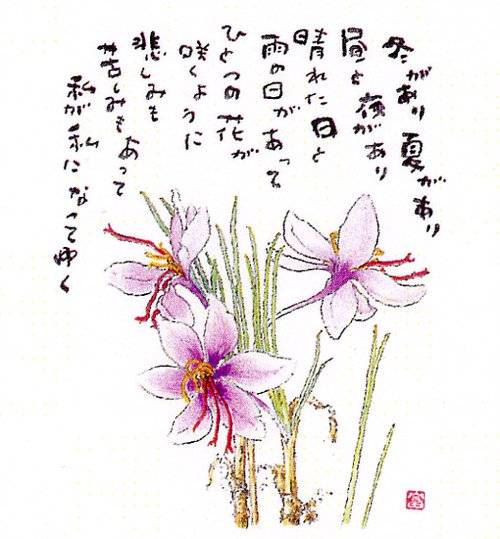 冬があり夏があり
昼と夜があり
晴れた日と
雨の日があって
ひとつの花が
咲くように
悲しみも
苦しみもあって
私が私になってゆく
富